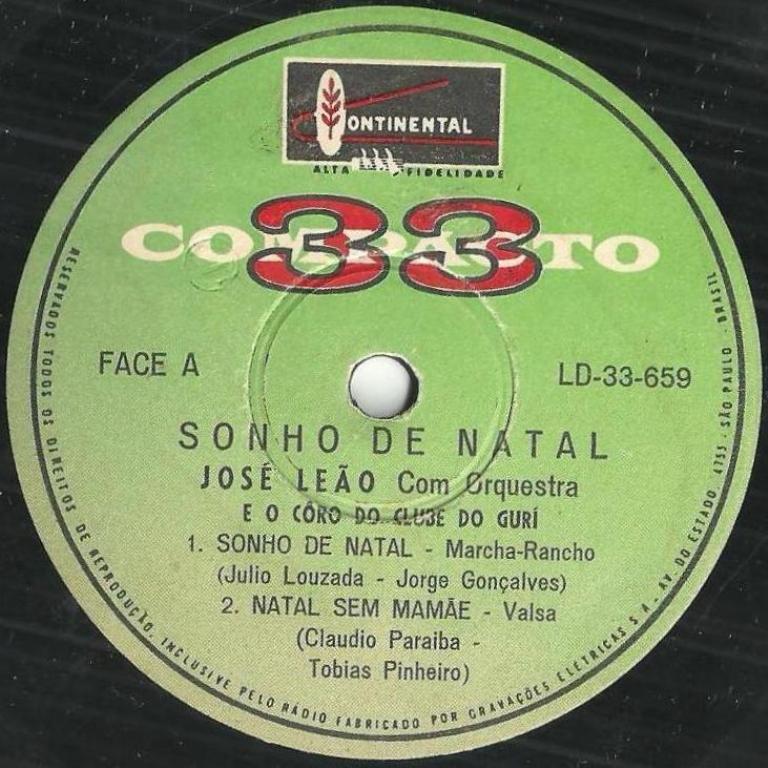 CONTINENTAL
ALTA FIDELIDADE
COMPACTO
33
FACE A
LD-33-659
SONHO DE NATAL
JOSÉ LEÃO Com Orquestra
E O CÔRO DO CLUBE DO GURÍ
1. SONHO DE NATAL - Marcha-Rancho
(Julio Louzada - Jorge Gonçalves)
2. NATAL SEM MAMÃE - Valsa
(Claudio Paraiba -
Tobias Pinheiro)
RESERVADOS TODOS OS DIREITOS DE REPRODUÇÃO, INCLUSIVE PELO RÁDIO FABRICADO POR GRAVAÇÕES ELETRICAS S.A - AV. DO ESTADO, 4755 - SÃO PAULO - BRASIL